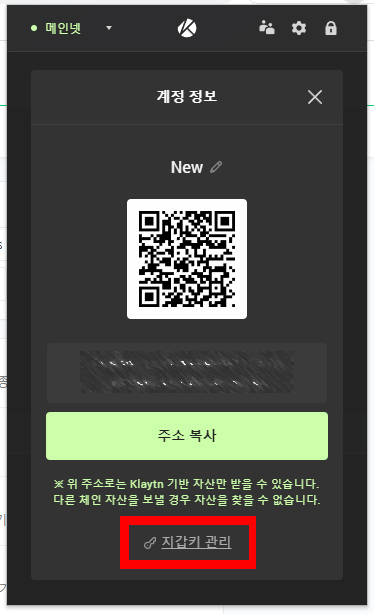 메인넷
계정 정보
New
주소 복사
※ 위 주소로는 Klaytn 기반 자산만 받을 수 있습니다.
다른 체인 자산을 보낼 경우 자산을 찾을 수 없습니다.
지갑키 관리